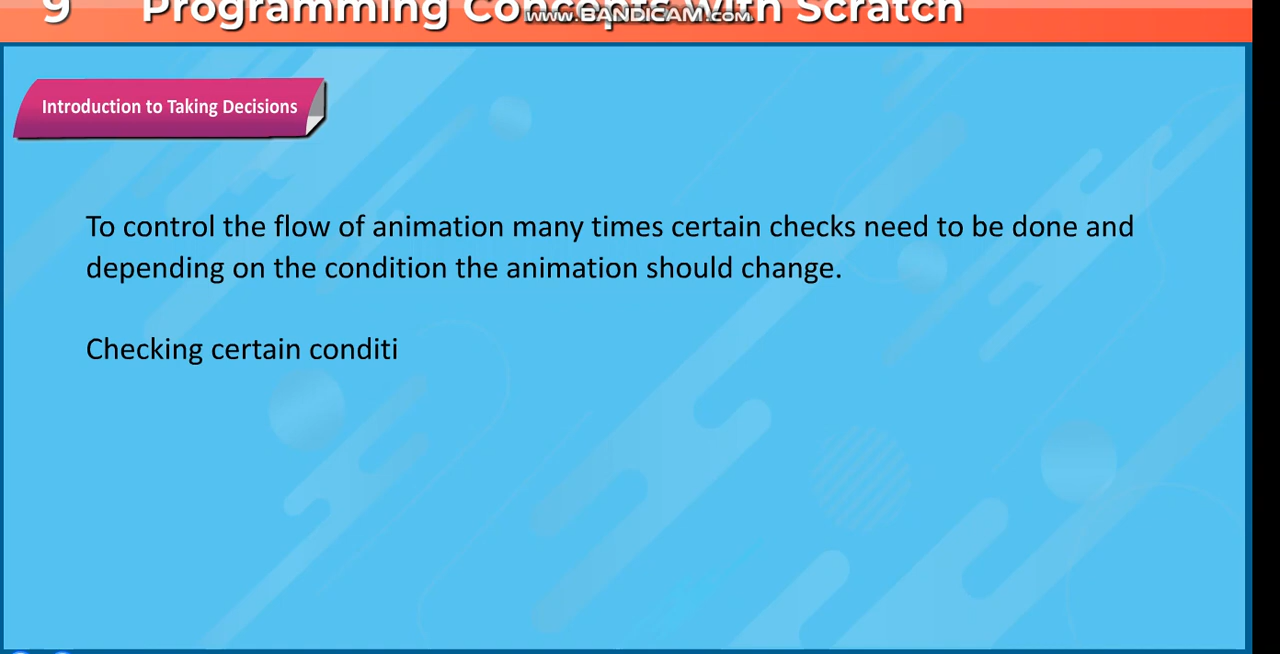 9 Programming Concepts With Scratch
www.BANDICAM.com
Introduction to Taking Decisions
To control the flow of animation many times certain checks need to be done and
depending on the condition the animation should change.
Checking certain conditi